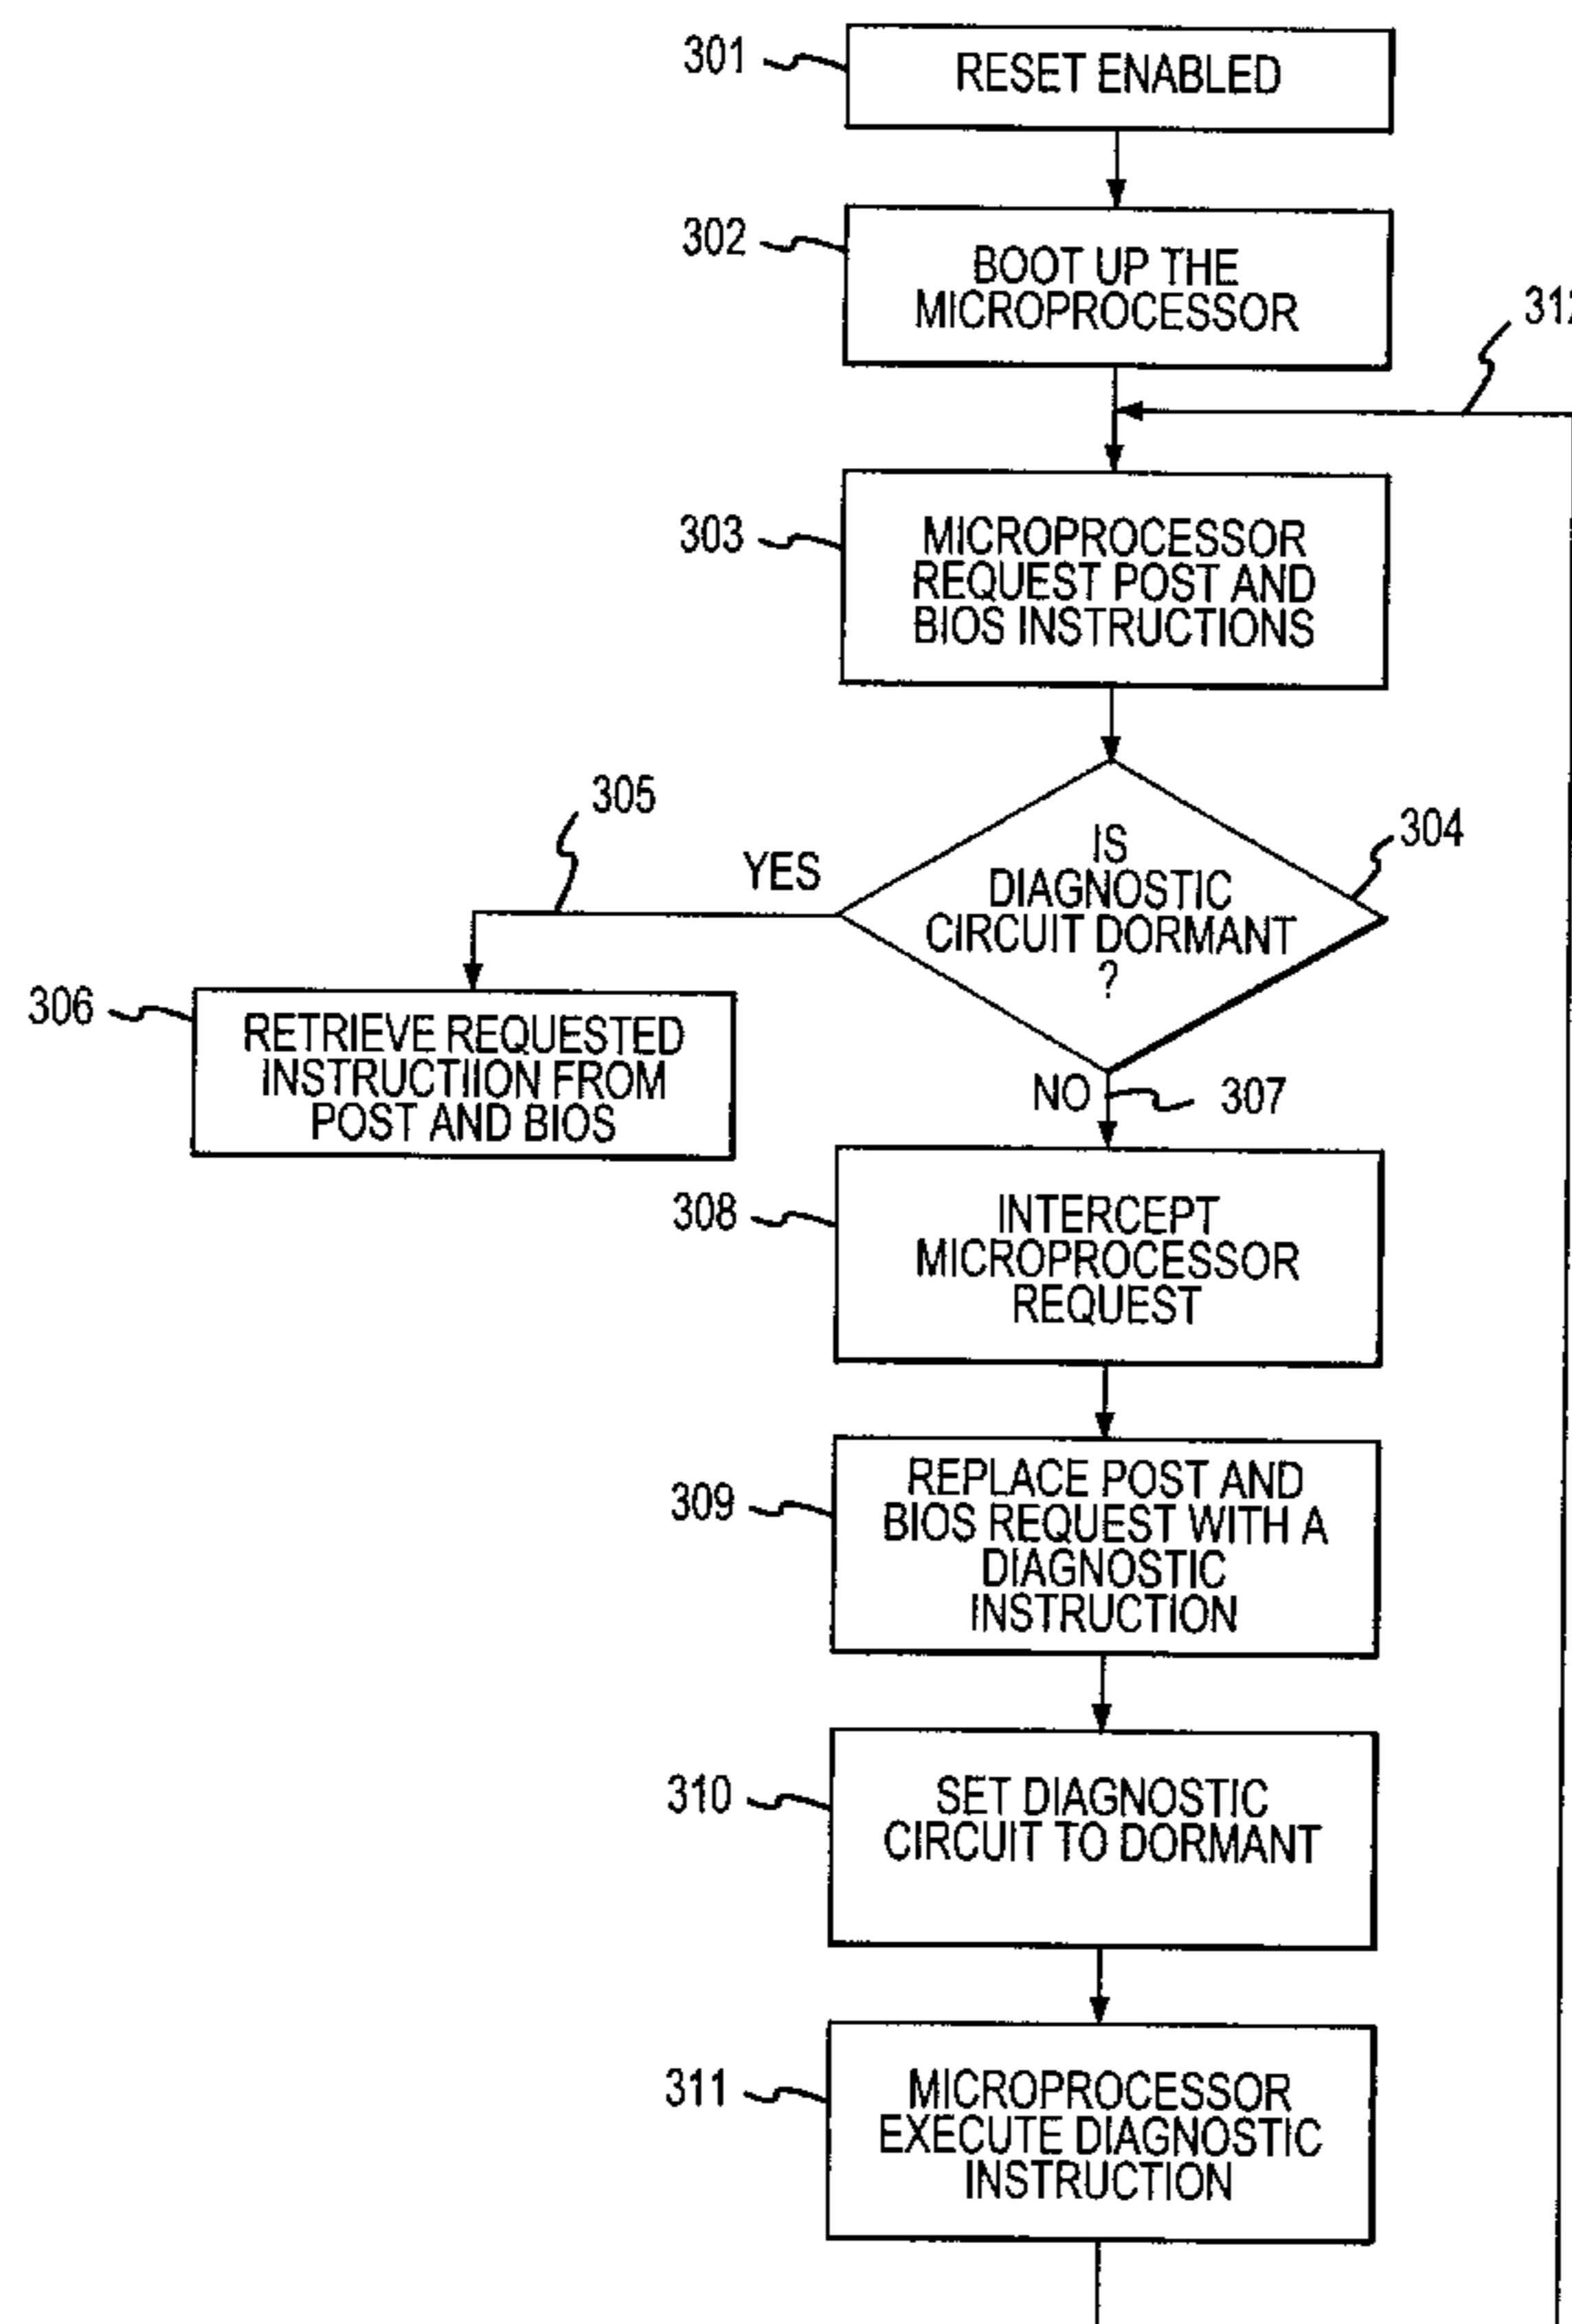 301
RESET ENABLED
302
BOOT UP THE
MICROPROCESSOR
312
303
MICROPROCESSOR
REQUEST POST AND
BIOS INSTRUCTIONS
305
YES
304
IS
DIAGNOSTIC
CIRCUIT DORMANT
?
306
RETRIEVE REQUESTED
INSTRUCTIION FROM
POST AND BIOS
NO
307
308
INTERCEPT
MICROPROCESSOR
REQUEST
309
REPLACE POST AND
BIOS REQUEST WITH A
DIAGNOSTIC
INSTRUCTION
310
SET DIAGNOSTIC
CIRCUIT TO DORMANT
311
MICROPROCESSOR
EXECUTE DIAGNOSTIC
INSTRUCTION